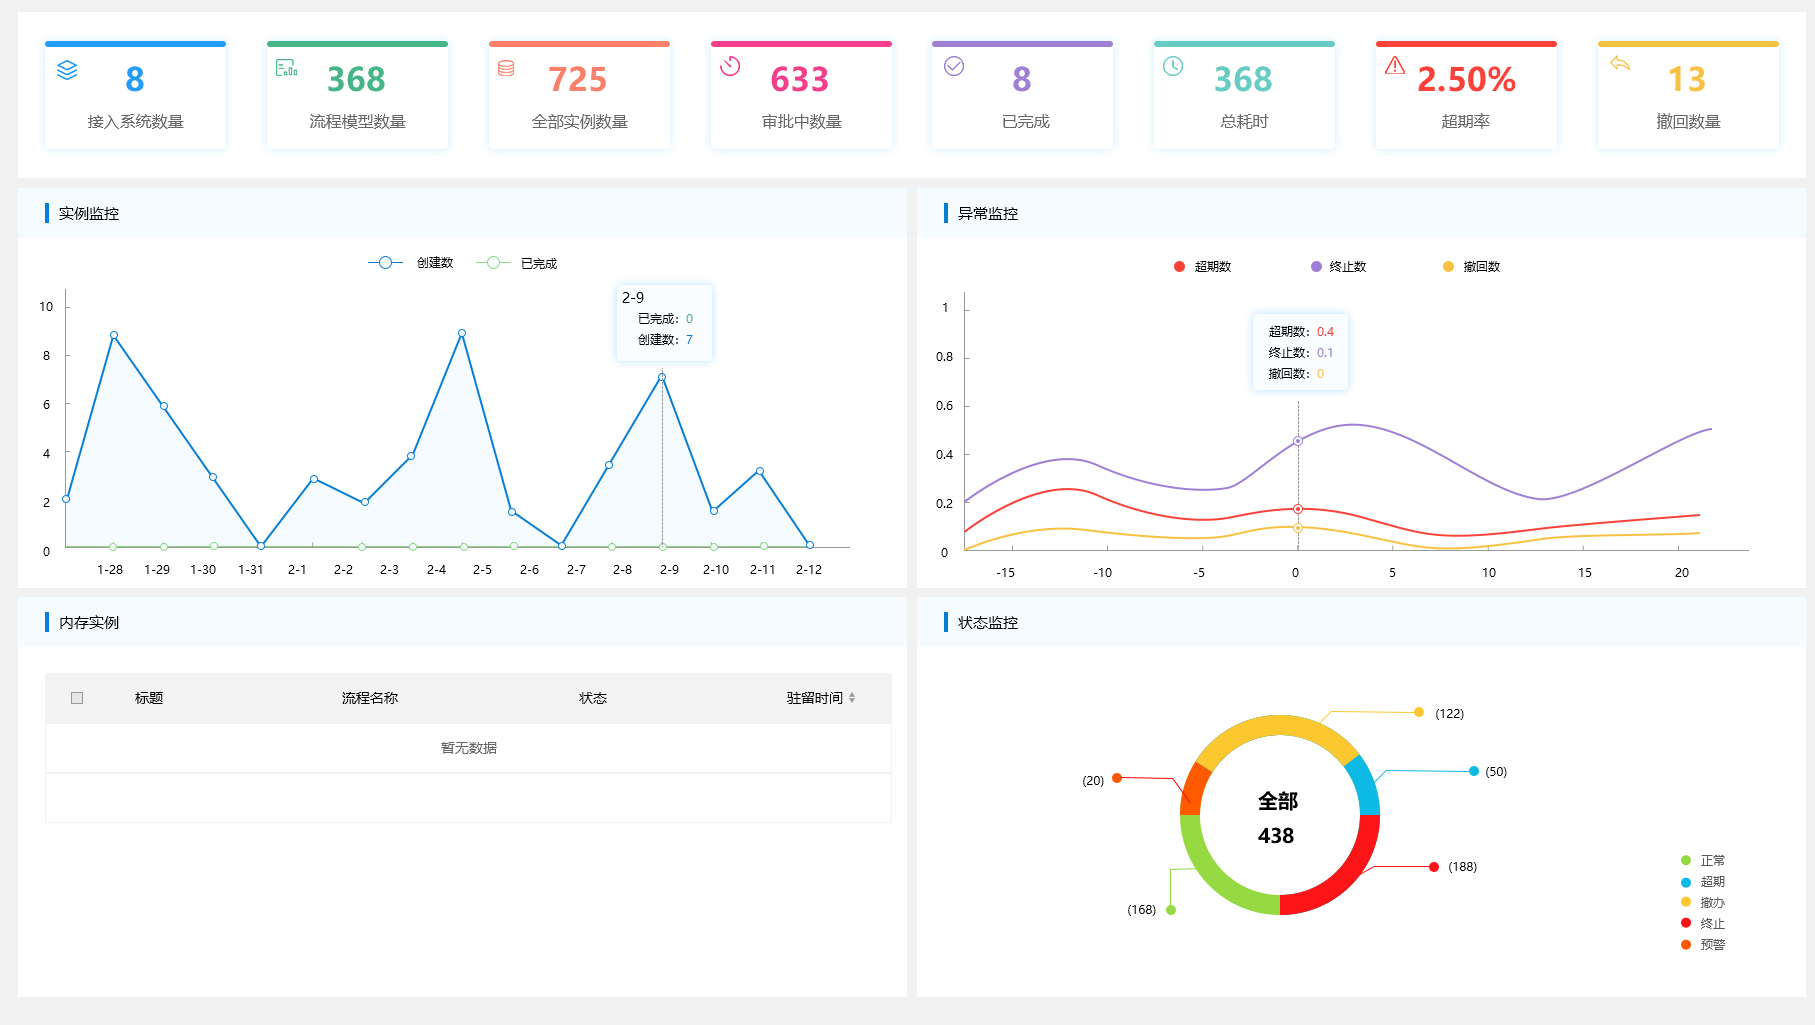 8
接入系统数量
368
流程模型数量
725
全部实例数量
633
审批中数量
8
已完成
368
总耗时
2.50%
超期率
13
撤回数量
实例监控
创建数
已完成
10
8
6
4
2
0
2-9
已完成: 0
创建数: 7
1-28 1-29 1-30 1-31 2-1 2-2 2-3 2-4 2-5 2-6 2-7 2-8 2-9 2-10 2-11 2-12
异常监控
超期数
终止数
撤回数
1
0.8
0.6
0.4
0.2
0
超期数: 0.4
终止数: 0.1
撤回数: 0
-15 -10 -5 0 5 10 15 20
内存实例
标题 流程名称 状态 驻留时间
暂无数据
状态监控
(122)
(50)
(20)
全部
438
(188)
(168)
正常
超期
撤办
终止
预警